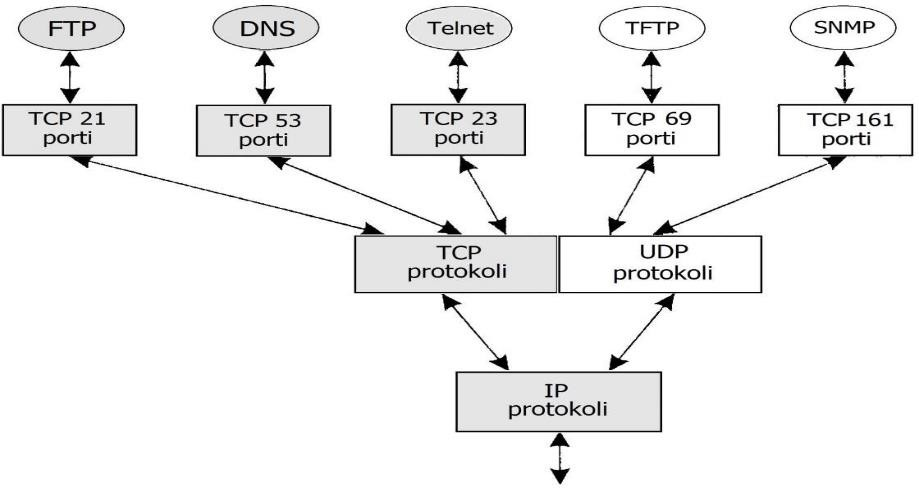 FTP
DNS
Telnet
TFTP
SNMP
TCP 21
porti
TCP 53
porti
TCP 23
porti
TCP 69
porti
TCP 161
porti
TCP
protokoli
UDP
protokoli
IP
protokoli